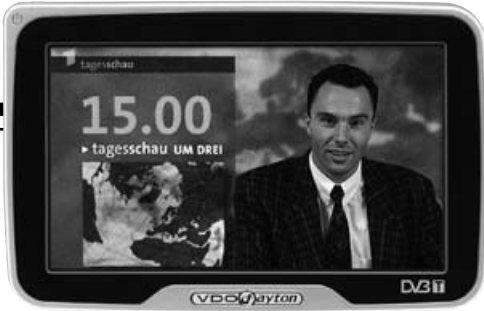 tagesschau
15.00
▸ tagesschau UM DREI
VDO dayton
DVB T